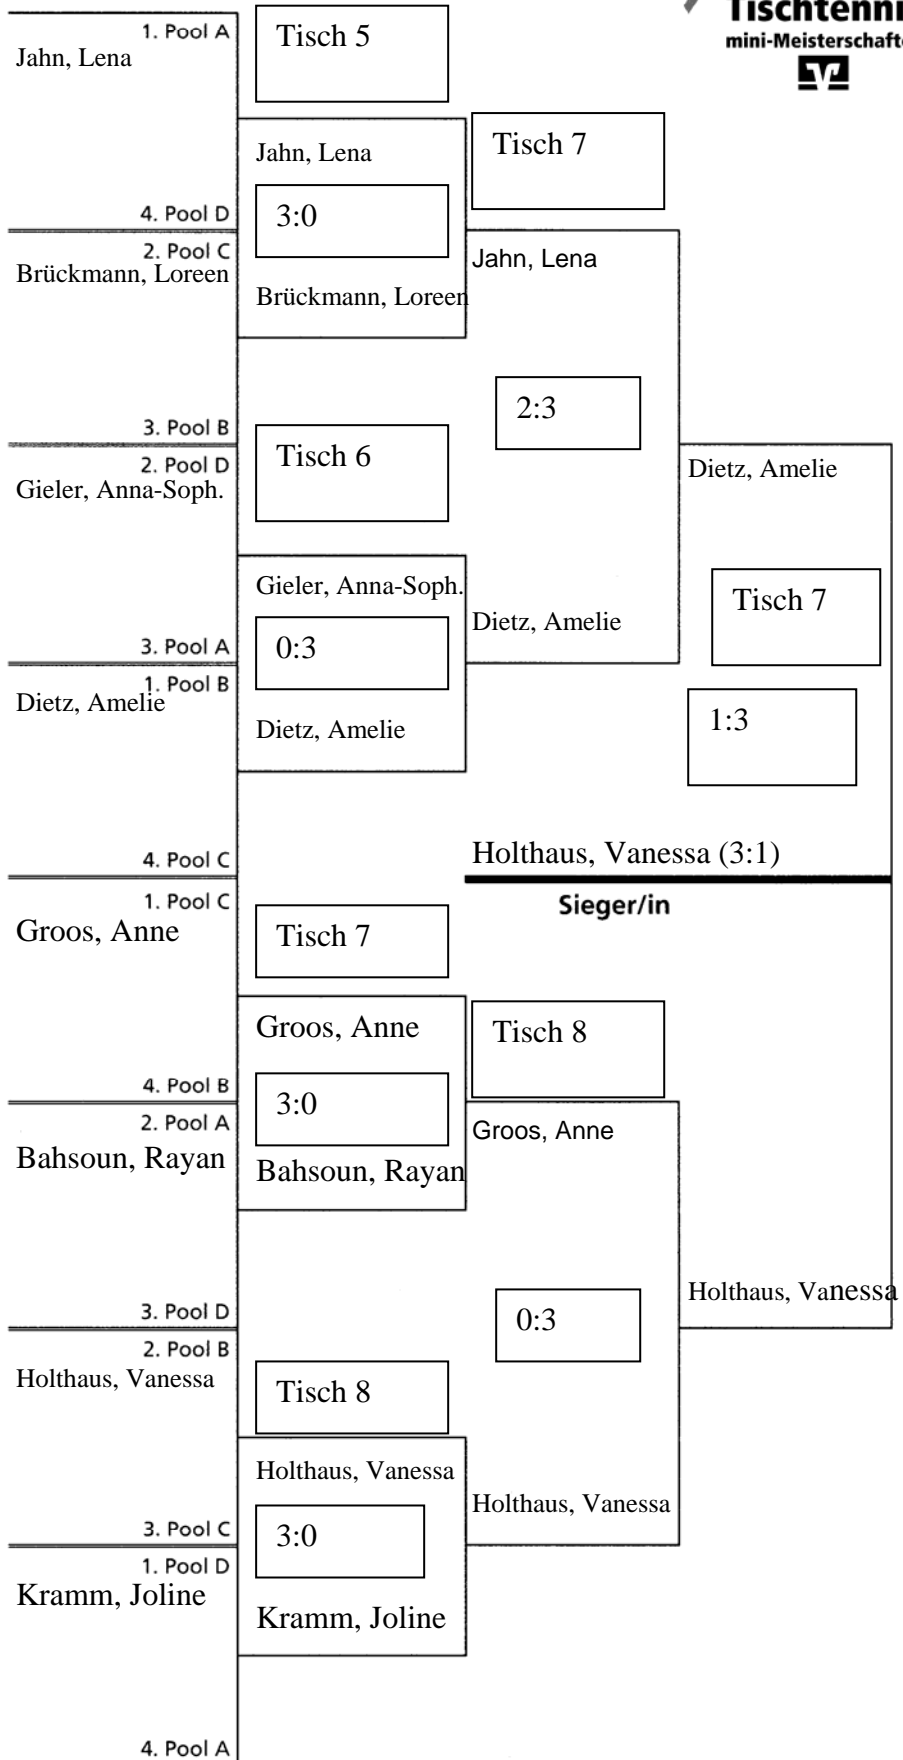 Tischtennis
mini-Meisterschaften
1. Pool A
Jahn, Lena
Tisch 5
Jahn, Lena
Tisch 7
4. Pool D
3:0
2. Pool C
Brückmann, Loreen
Jahn, Lena
Brückmann, Loreen
2:3
3. Pool B
Tisch 6
2. Pool D
Gieler, Anna-Soph.
Dietz, Amelie
Gieler, Anna-Soph.
Tisch 7
Dietz, Amelie
3. Pool A
0:3
1. Pool B
Dietz, Amelie
Dietz, Amelie
1:3
4. Pool C
Holthaus, Vanessa (3:1)
1. Pool C
Sieger/in
Groos, Anne
Tisch 7
Groos, Anne
Tisch 8
4. Pool B
3:0
2. Pool A
Groos, Anne
Bahsoun, Rayan
Bahsoun, Rayan
Holthaus, Vanessa
3. Pool D
0:3
2. Pool B
Holthaus, Vanessa
Tisch 8
Holthaus, Vanessa
Holthaus, Vanessa
3. Pool C
3:0
1. Pool D
Kramm, Joline
Kramm, Joline
4. Pool A